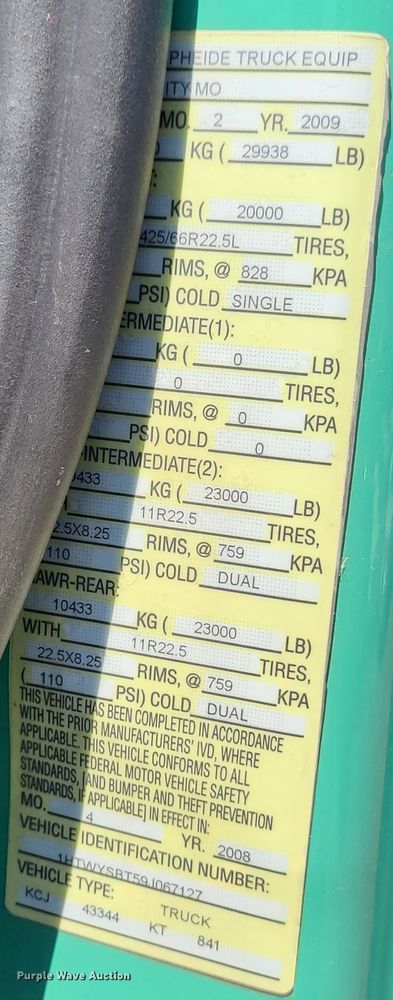 PHEIDE TRUCK EQUIP
ITY MO
MO. 2 YR. 2009
KG ( 29938 LB)
KG ( 20000 LB)
425/66R22.5L TIRES,
RIMS, @ 828 KPA
PSI) COLD SINGLE
ERMEDIATE(1):
KG ( 0 LB)
0 TIRES,
RIMS, @ 0 KPA
PSI) COLD 0
INTERMEDIATE(2):
0433 KG ( 23000 LB)
11R22.5 TIRES,
2.5X8.25 RIMS, @ 759 KPA
110 PSI) COLD DUAL
AWR-REAR:
10433 KG ( 23000 LB)
WITH 11R22.5 TIRES,
22.5X8.25 RIMS, @ 759 KPA
( 110 PSI) COLD DUAL
THIS VEHICLE HAS BEEN COMPLETED IN ACCORDANCE
WITH THE PRIOR MANUFACTURERS' IVD, WHERE
APPLICABLE. THIS VEHICLE CONFORMS TO ALL
APPLICABLE FEDERAL MOTOR VEHICLE SAFETY
STANDARDS, [AND BUMPER AND THEFT PREVENTION
STANDARDS, IF APPLICABLE] IN EFFECT IN:
MO. 4 YR. 2008
VEHICLE IDENTIFICATION NUMBER:
1HTWYSBT59J067127
VEHICLE TYPE: TRUCK
KCJ 43344 KT 841
Purple Wave Auction